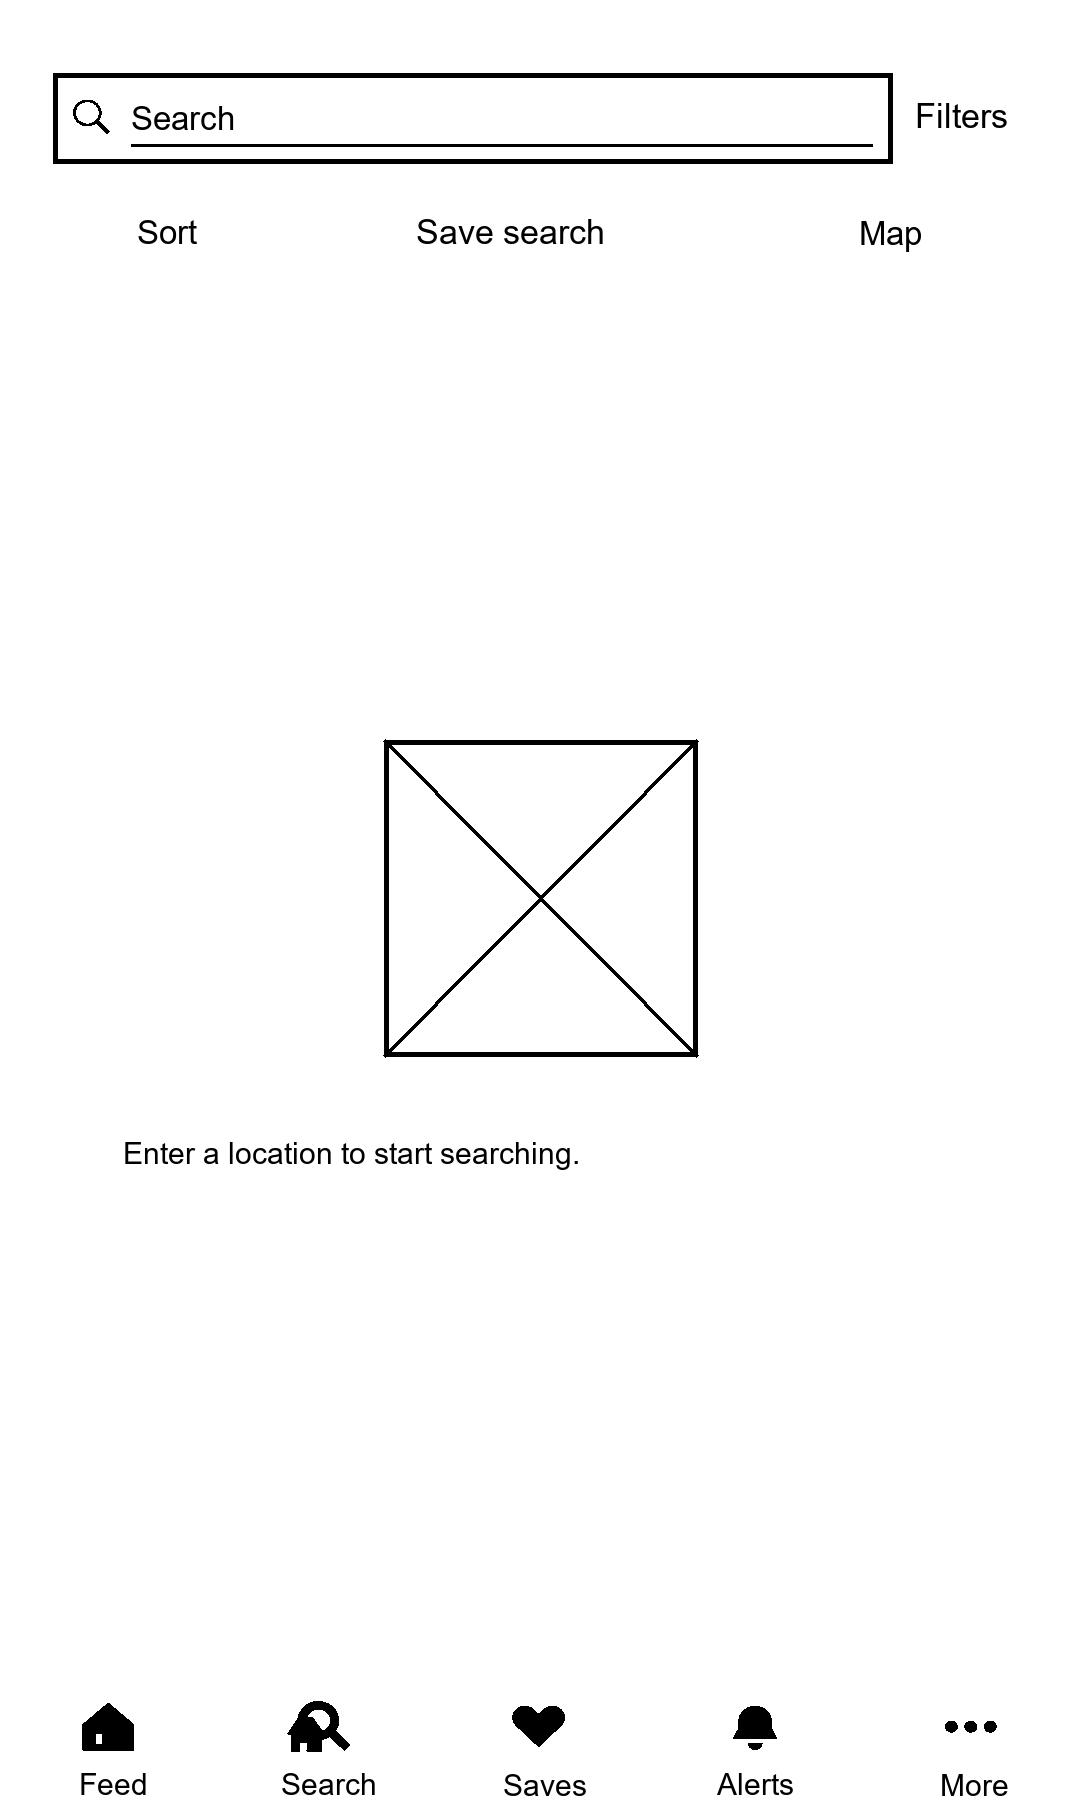 Search
Filters
Sort
Save search
Map
Enter a location to start searching.
Feed
Search
Saves
Alerts
More